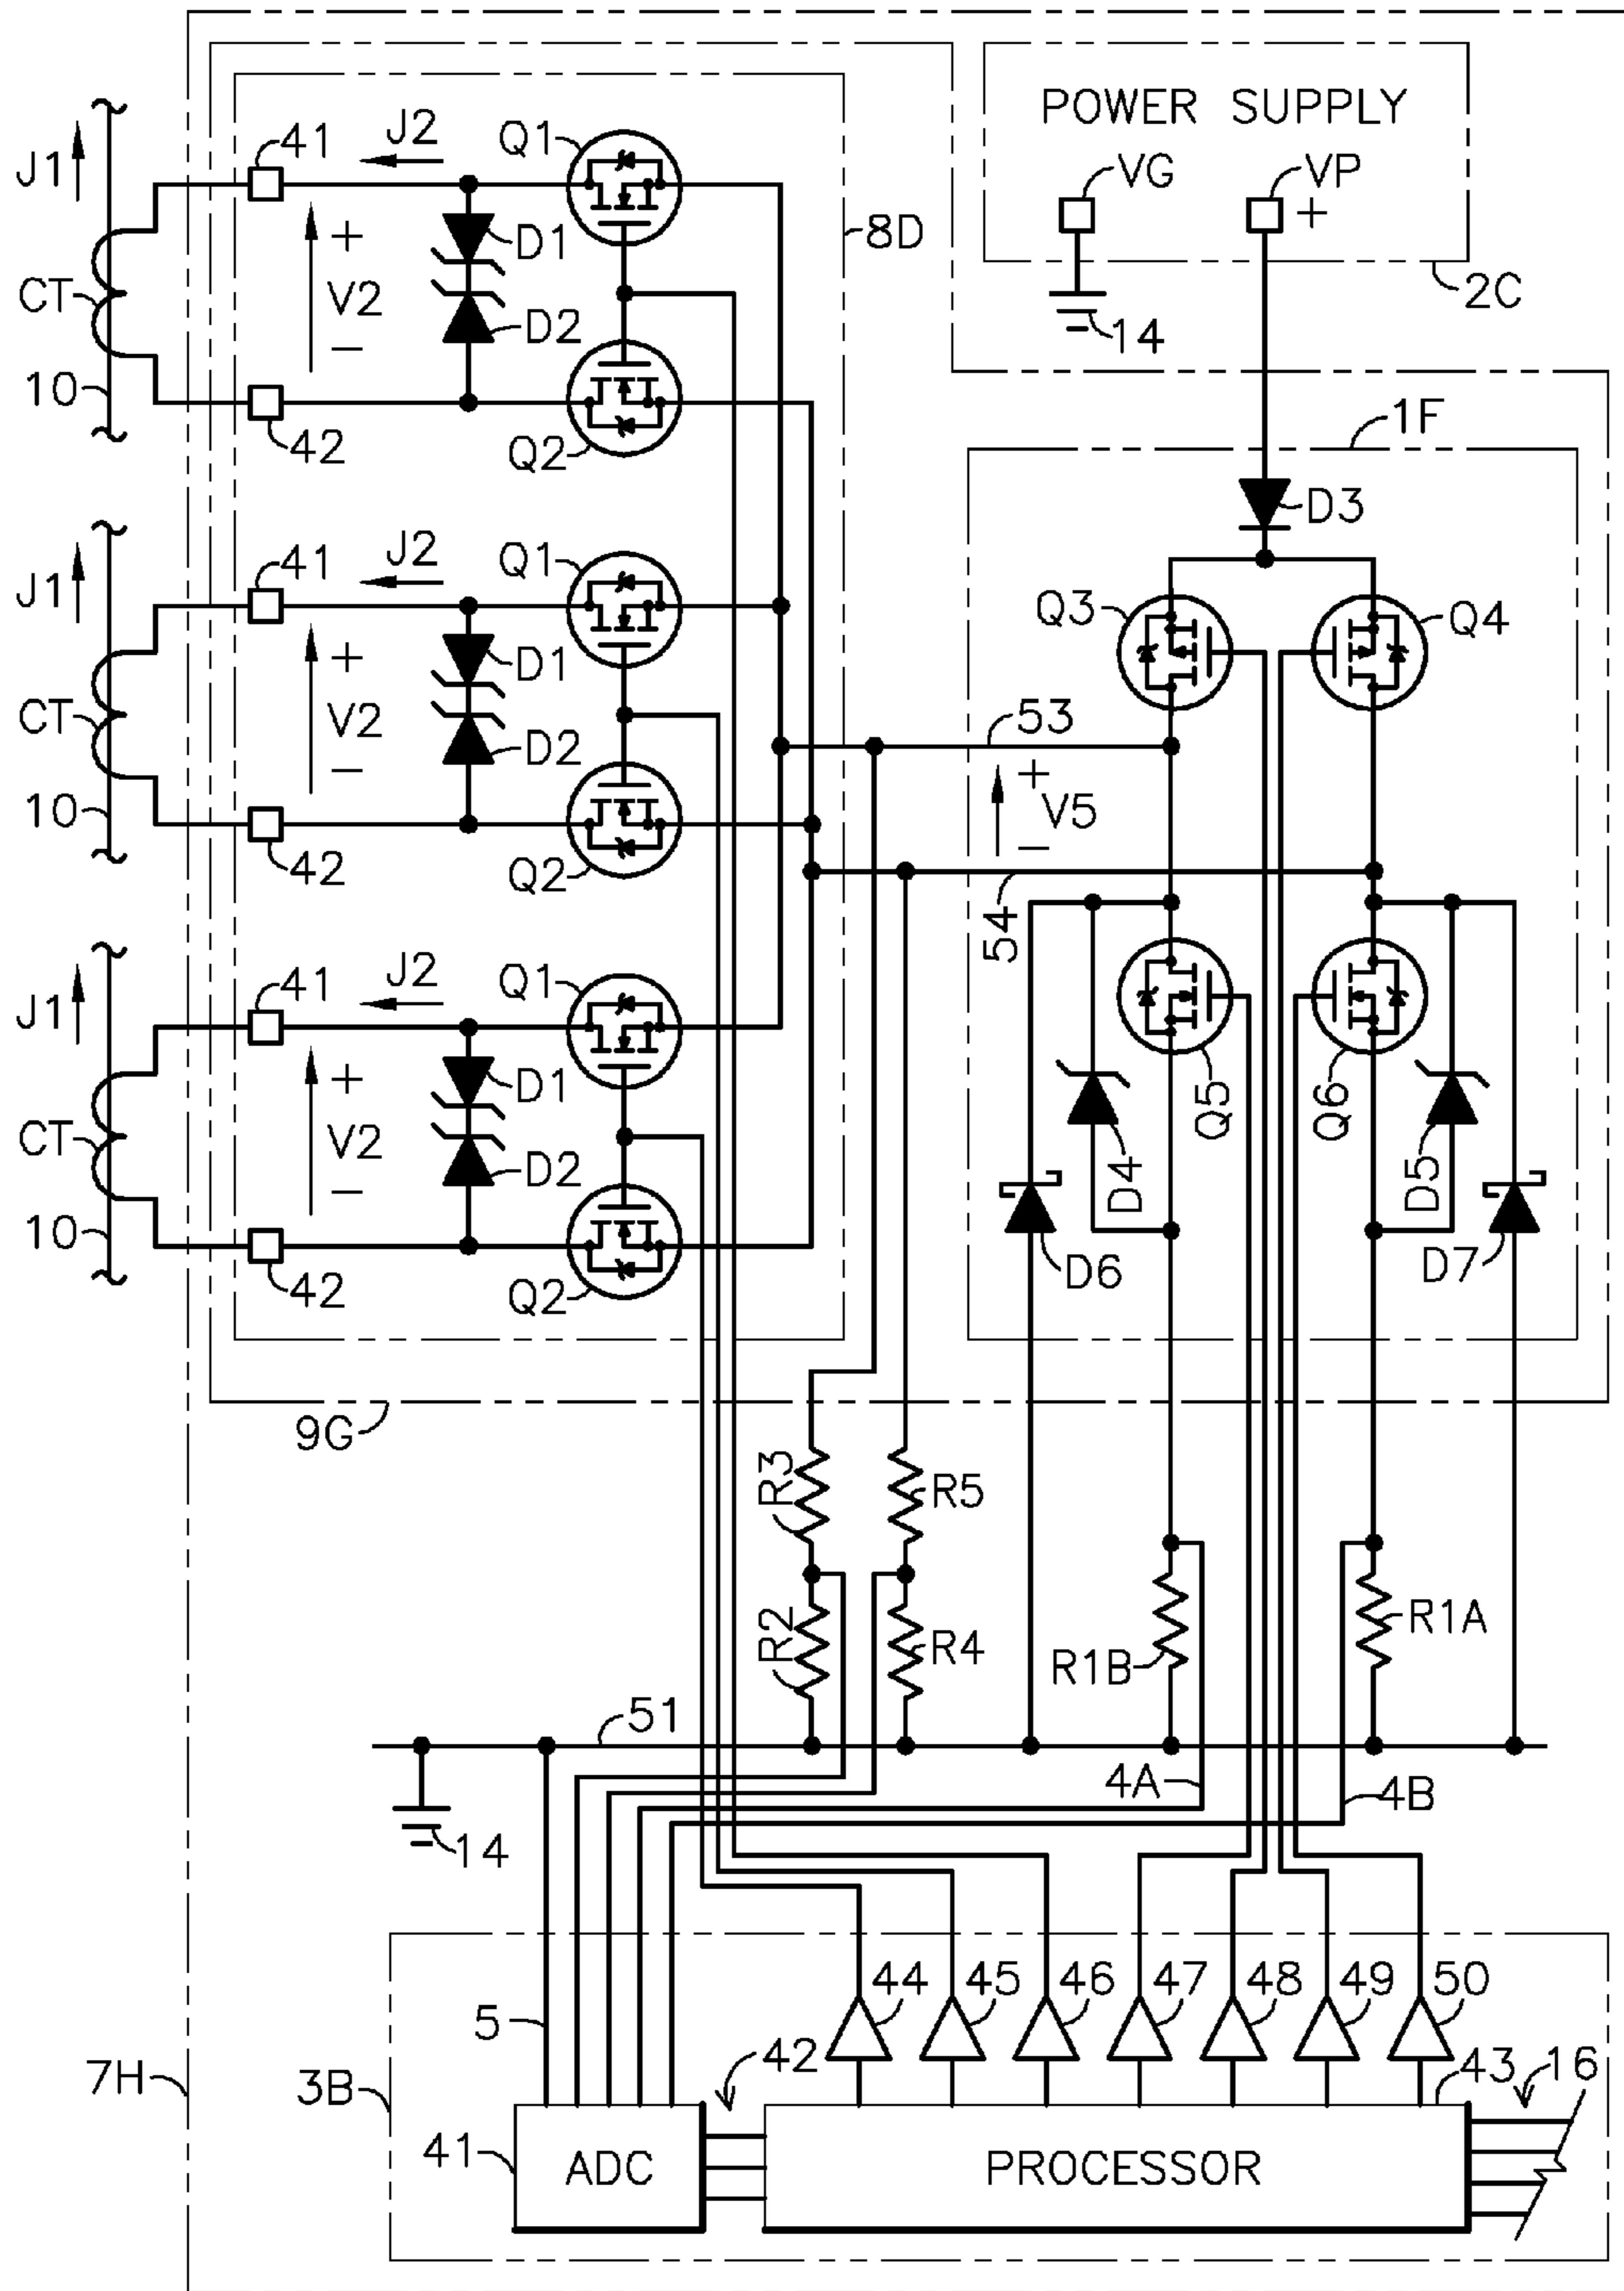 POWER SUPPLY
VG
VP
+
2C
14
J1
41
J2
Q1
+
V2
−
D1
D2
CT
10
42
Q2
8D
J1
41
J2
Q1
+
V2
−
D1
D2
CT
10
42
Q2
J1
41
J2
Q1
+
V2
−
D1
D2
CT
10
42
Q2
9G
1F
D3
Q3
Q4
53
+
V5
−
54
Q5
Q6
D4
D5
D6
D7
R3
R5
R2
R4
R1B
R1A
51
14
4A
4B
44
45
46
47
48
49
50
5
42
43
16
7H
3B
41
ADC
PROCESSOR